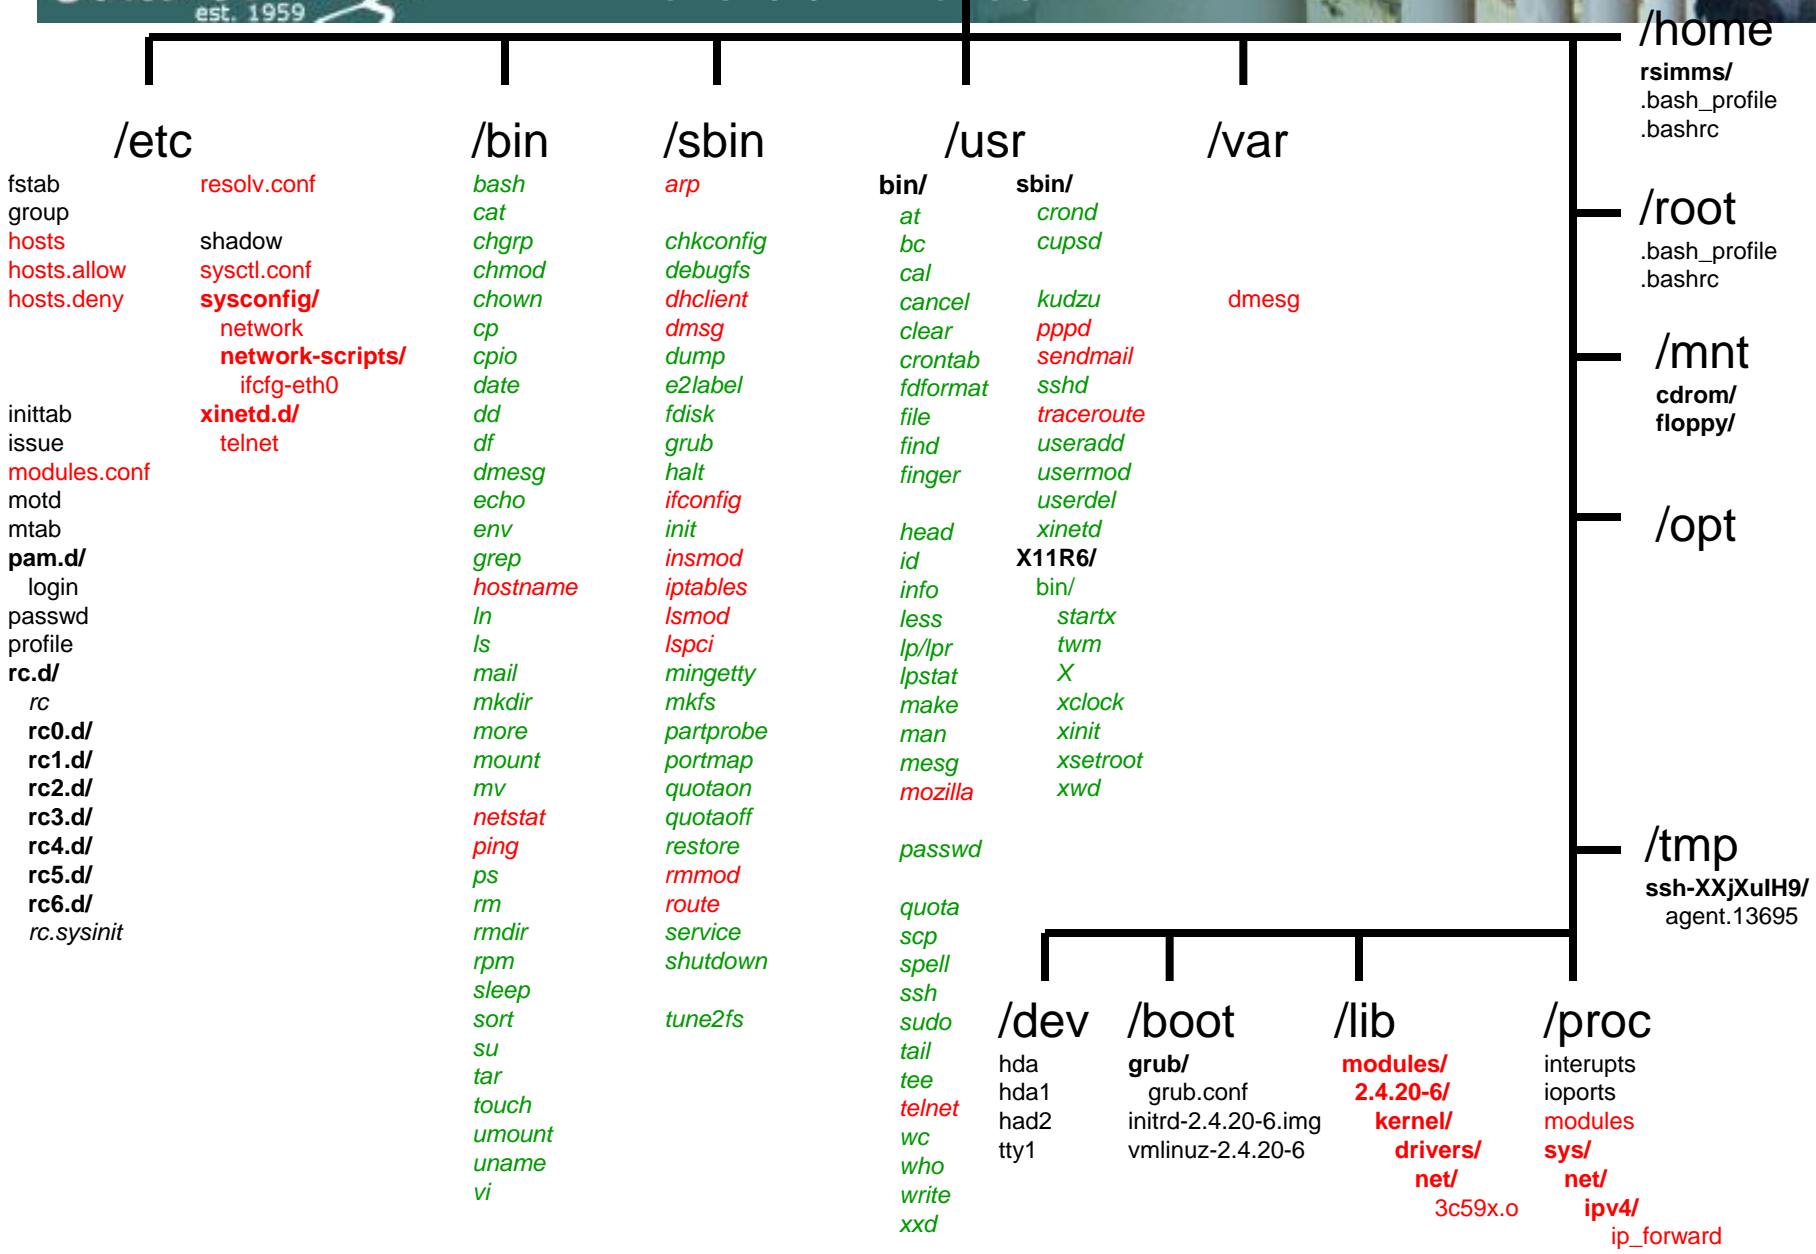 est. 1959
/home
rsimms/
.bash_profile
.bashrc
/etc
fstab
group
hosts
hosts.allow
hosts.deny
inittab
issue
modules.conf
motd
mtab
pam.d/
login
passwd
profile
rc.d/
rc
rc0.d/
rc1.d/
rc2.d/
rc3.d/
rc4.d/
rc5.d/
rc6.d/
rc.sysinit
resolv.conf
shadow
sysctl.conf
sysconfig/
network
network-scripts/
ifcfg-eth0
xinetd.d/
telnet
/bin
bash
cat
chgrp
chmod
chown
cp
cpio
date
dd
df
dmesg
echo
env
grep
hostname
ln
ls
mail
mkdir
more
mount
mv
netstat
ping
ps
rm
rmdir
rpm
sleep
sort
su
tar
touch
umount
uname
vi
/sbin
arp
chkconfig
debugfs
dhclient
dmsg
dump
e2label
fdisk
grub
halt
ifconfig
init
insmod
iptables
lsmod
lspci
mingetty
mkfs
partprobe
portmap
quotaon
quotaoff
restore
rmmod
route
service
shutdown
tune2fs
/usr
bin/
at
bc
cal
cancel
clear
crontab
fdformat
file
find
finger
head
id
info
less
lp/lpr
lpstat
make
man
mesg
mozilla
passwd
quota
scp
spell
ssh
sudo
tail
tee
telnet
wc
who
write
xxd
sbin/
crond
cupsd
kudzu
pppd
sendmail
sshd
traceroute
useradd
usermod
userdel
xinetd
X11R6/
bin/
startx
twm
X
xclock
xinit
xsetroot
xwd
/var
dmesg
/root
.bash_profile
.bashrc
/mnt
cdrom/
floppy/
/opt
/tmp
ssh-XXjXuIH9/
agent.13695
/dev
hda
hda1
had2
tty1
/boot
grub/
grub.conf
initrd-2.4.20-6.img
vmlinuz-2.4.20-6
/lib
modules/
2.4.20-6/
kernel/
drivers/
net/
3c59x.o
/proc
interupts
ioports
modules
sys/
net/
ipv4/
ip_forward